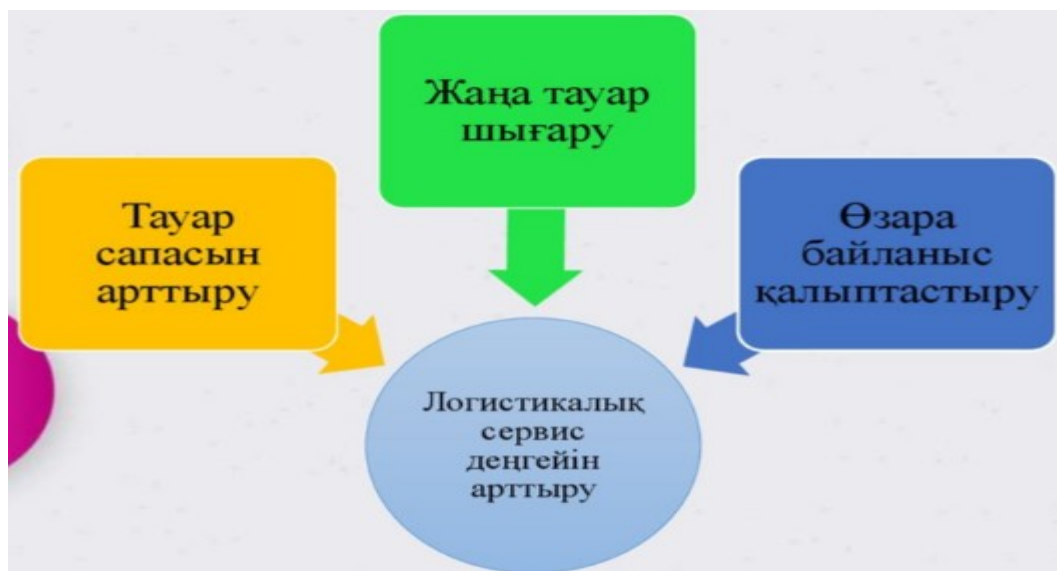 Жаңа тауар
шығару
Тауар
сапасын
арттыру
Өзара
байланыс
қалыптастыру
Логистикалық
сервис
деңгейін
арттыру